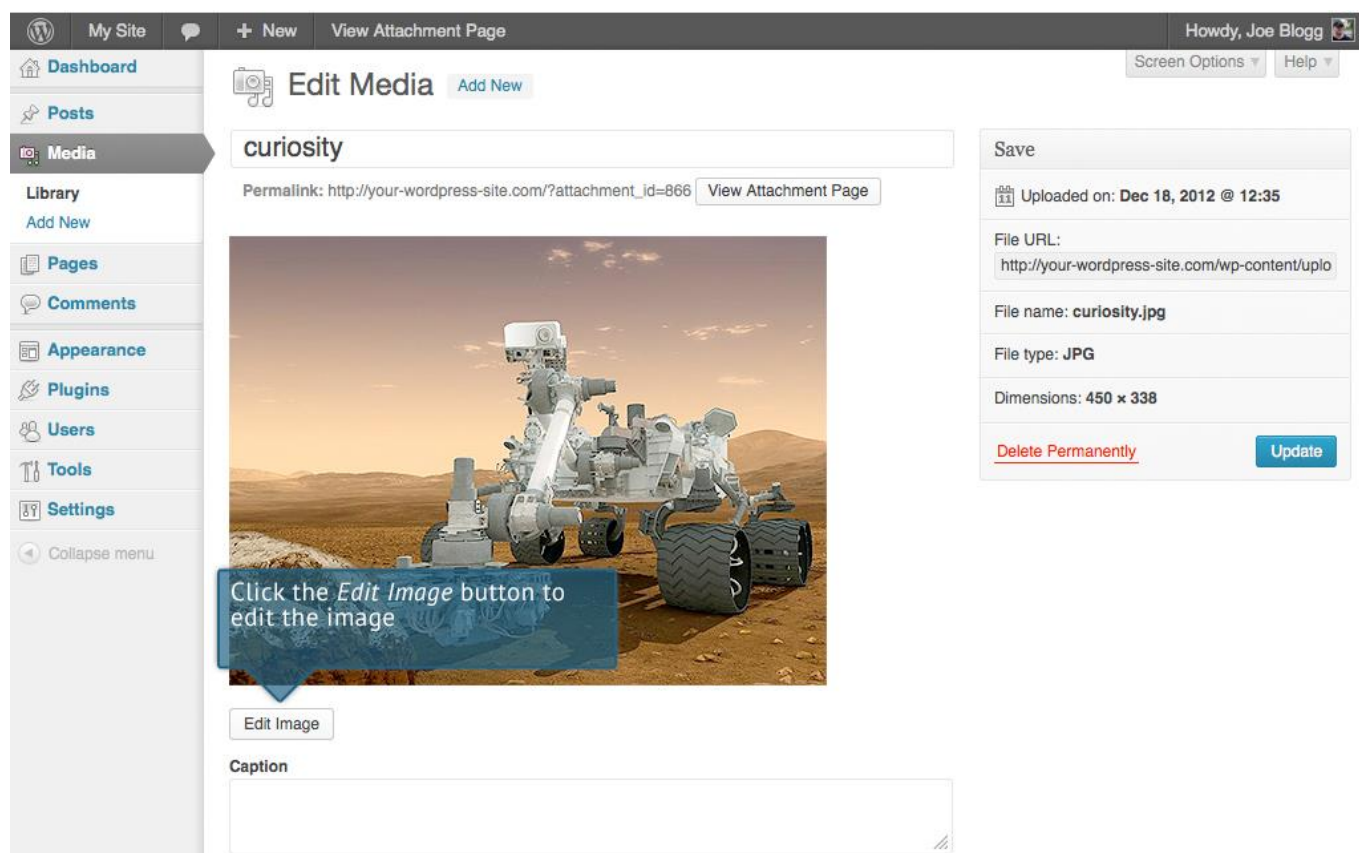 My Site
+ New
View Attachment Page
Howdy, Joe Blogg
Screen Options
Help
Dashboard
Posts
Media
Library
Add New
Pages
Comments
Appearance
Plugins
Users
Tools
Settings
Collapse menu
Edit Media
Add New
curiosity
Permalink: http://your-wordpress-site.com/?attachment_id=866
View Attachment Page
Click the Edit Image button to
edit the image
Edit Image
Caption
Save
11 Uploaded on: Dec 18, 2012 @ 12:35
File URL:
http://your-wordpress-site.com/wp-content/uplo
File name: curiosity.jpg
File type: JPG
Dimensions: 450 × 338
Delete Permanently
Update